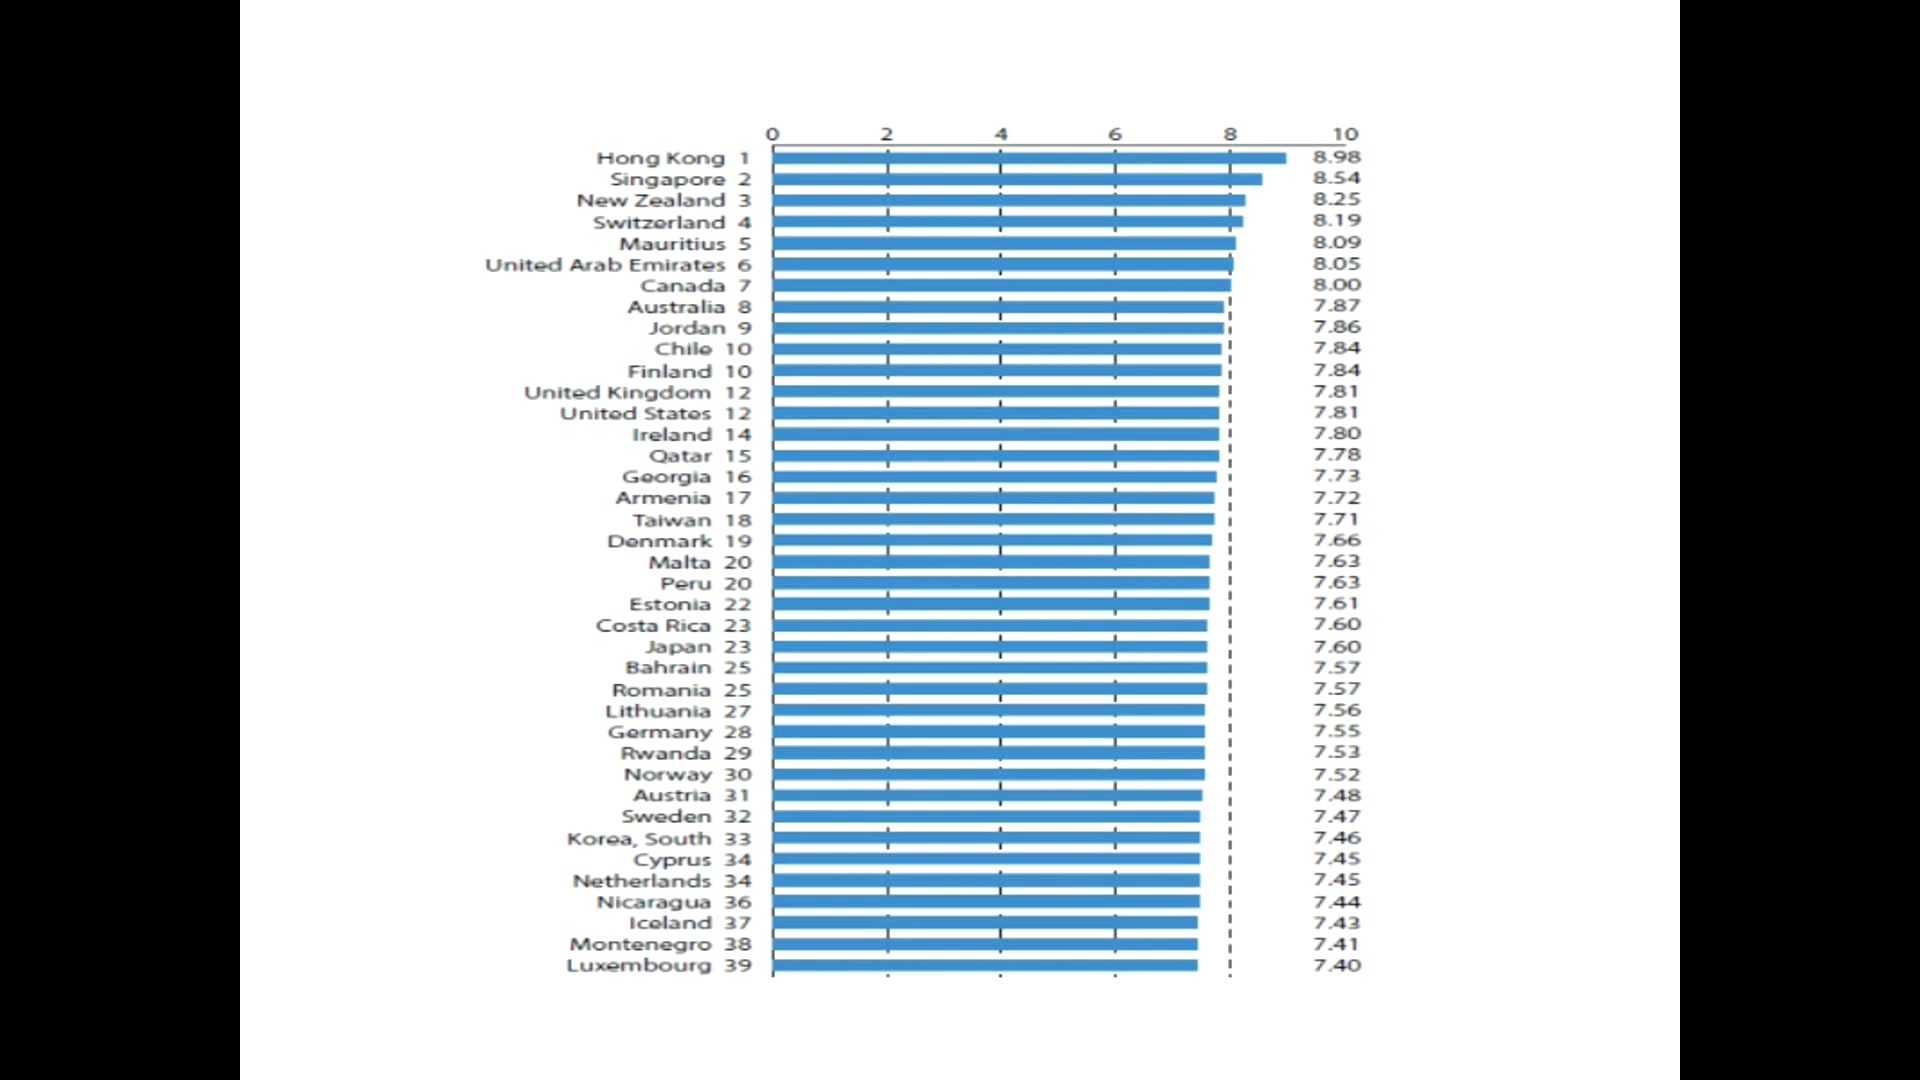 0 2 4 6 8 10
Hong Kong 1 8.98
Singapore 2 8.54
New Zealand 3 8.25
Switzerland 4 8.19
Mauritius 5 8.09
United Arab Emirates 6 8.05
Canada 7 8.00
Australia 8 7.87
Jordan 9 7.86
Chile 10 7.84
Finland 10 7.84
United Kingdom 12 7.81
United States 12 7.81
Ireland 14 7.80
Qatar 15 7.78
Georgia 16 7.73
Armenia 17 7.72
Taiwan 18 7.71
Denmark 19 7.66
Malta 20 7.63
Peru 20 7.63
Estonia 22 7.61
Costa Rica 23 7.60
Japan 23 7.60
Bahrain 25 7.57
Romania 25 7.57
Lithuania 27 7.56
Germany 28 7.55
Rwanda 29 7.53
Norway 30 7.52
Austria 31 7.48
Sweden 32 7.47
Korea, South 33 7.46
Cyprus 34 7.45
Netherlands 34 7.45
Nicaragua 36 7.44
Iceland 37 7.43
Montenegro 38 7.41
Luxembourg 39 7.40